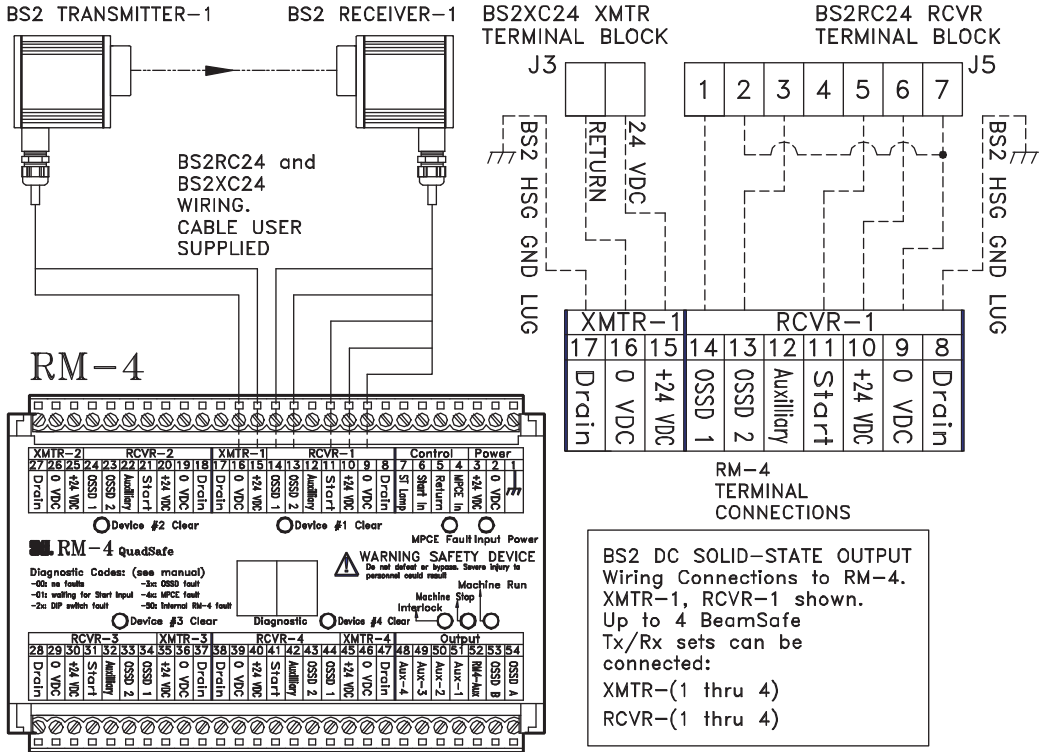 BS2 TRANSMITTER-1
BS2 RECEIVER-1
BS2XC24 XMTR
TERMINAL BLOCK
BS2RC24 RCVR
TERMINAL BLOCK
J3
J5
1 2 3 4 5 6 7
BS2 HSG GND LUG
RETURN
24 VDC
BS2 HSG GND LUG
BS2RC24 and
BS2XC24
WIRING.
CABLE USER
SUPPLIED
XMTR-1
RCVR-1
17 16 15 14 13 12 11 10 9 8
Drain
0 VDC
+24 VDC
OSSD 1
OSSD 2
Auxilliary
Start
+24 VDC
0 VDC
Drain
RM-4
TERMINAL
CONNECTIONS
RM-4
XMTR-2 RCVR-2 XMTR-1 RCVR-1 Control Power
27 26 25 24 23 22 21 20 19 18 17 16 15 14 13 12 11 10 9 8 7 6 5 4 3 2 1
Drain
0 VDC
+24 VDC
OSSD 1
OSSD 2
Auxilliary
Start
+24 VDC
0 VDC
Drain
Drain
0 VDC
+24 VDC
OSSD 1
OSSD 2
Auxilliary
Start
+24 VDC
0 VDC
Drain
ST Lamp
Start In
Return
MPCE In
+24 VDC
0 VDC
Device #2 Clear
Device #1 Clear
MPCE Fault
Input Power
RM-4 QuadSafe
WARNING SAFETY DEVICE
Do not defeat or bypass. Severe injury to
personnel could result
Diagnostic Codes: (see manual)
-00: no faults
-01: waiting for Start Input
-2x: DIP switch fault
-3x: OSSD fault
-4x: MPCE fault
-50: Internal RM-4 fault
Machine Run
Machine Stop
Interlock
Device #3 Clear
Diagnostic
Device #4 Clear
RCVR-3 XMTR-3 RCVR-4 XMTR-4 Output
28 29 30 31 32 33 34 35 36 37 38 39 40 41 42 43 44 45 46 47 48 49 50 51 52 53 54
Drain
0 VDC
+24 VDC
Start
Auxilliary
OSSD 2
OSSD 1
+24 VDC
0 VDC
Drain
Drain
0 VDC
+24 VDC
Start
Auxilliary
OSSD 2
OSSD 1
+24 VDC
0 VDC
Drain
Aux-4
Aux-3
Aux-2
Aux-1
RM4-Aux
OSSD B
OSSD A
BS2 DC SOLID-STATE OUTPUT
Wiring Connections to RM-4.
XMTR-1, RCVR-1 shown.
Up to 4 BeamSafe
Tx/Rx sets can be
connected:
XMTR-(1 thru 4)
RCVR-(1 thru 4)